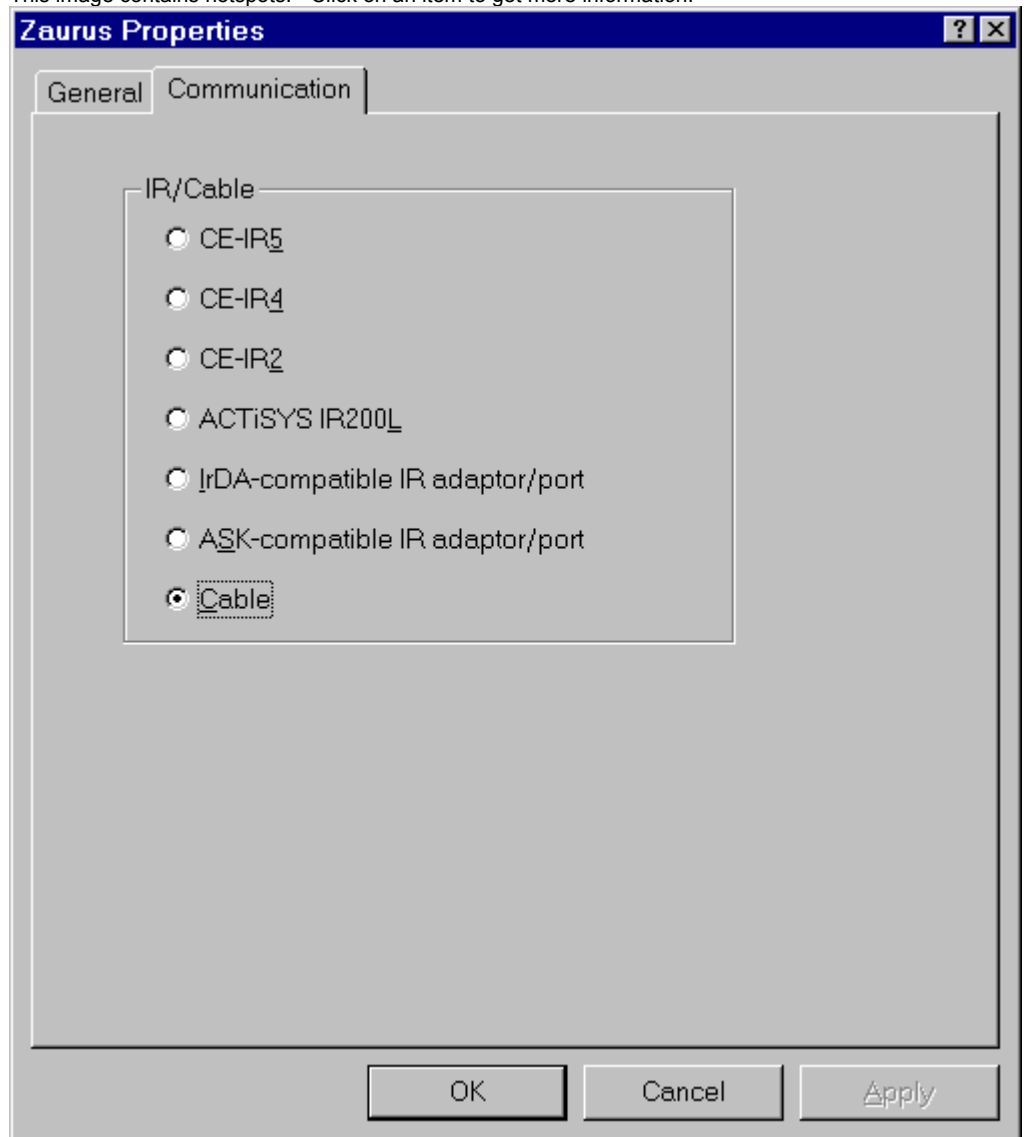 This image contains hotspots. Click on an item to get more information.
Zaurus Properties
General
Communication
IR/Cable
CE-IR5
CE-IR4
CE-IR2
ACTiSYS IR200L
IrDA-compatible IR adaptor/port
ASK-compatible IR adaptor/port
Cable
OK
Cancel
Apply